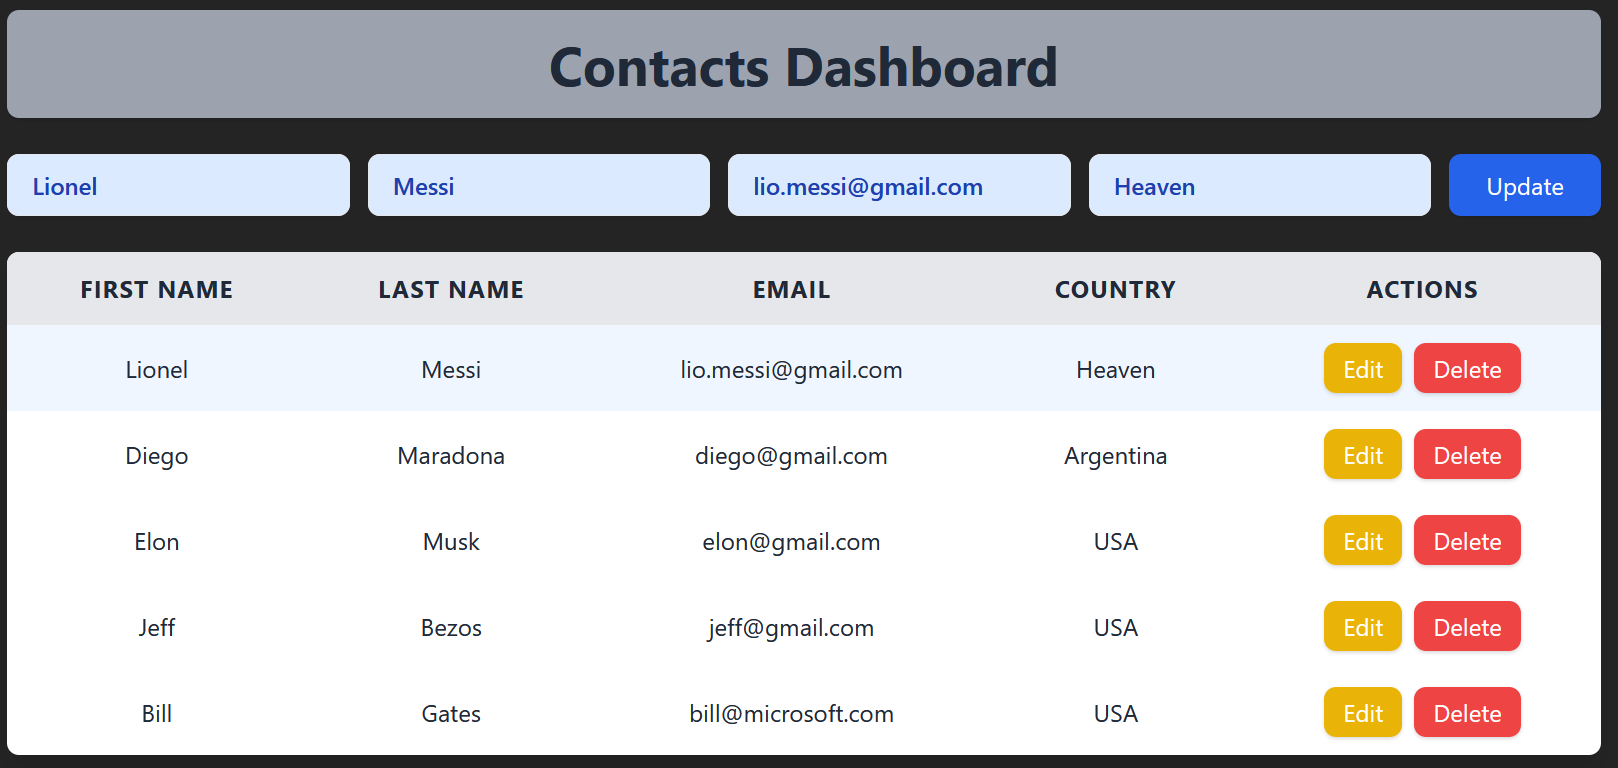 Contacts Dashboard
Lionel Messi lio.messi@gmail.com Heaven Update
FIRST NAME LAST NAME EMAIL COUNTRY ACTIONS
Lionel Messi lio.messi@gmail.com Heaven Edit Delete
Diego Maradona diego@gmail.com Argentina Edit Delete
Elon Musk elon@gmail.com USA Edit Delete
Jeff Bezos jeff@gmail.com USA Edit Delete
Bill Gates bill@microsoft.com USA Edit Delete